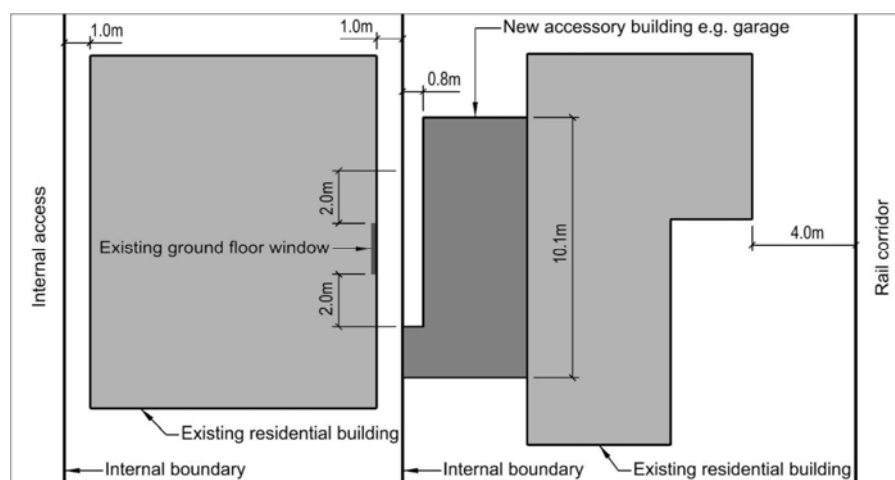 1.0m
1.0m
New accessory building e.g. garage
0.8m
2.0m
Existing ground floor window
2.0m
10.1m
4.0m
Internal access
Rail corridor
Existing residential building
Internal boundary
Internal boundary
Existing residential building